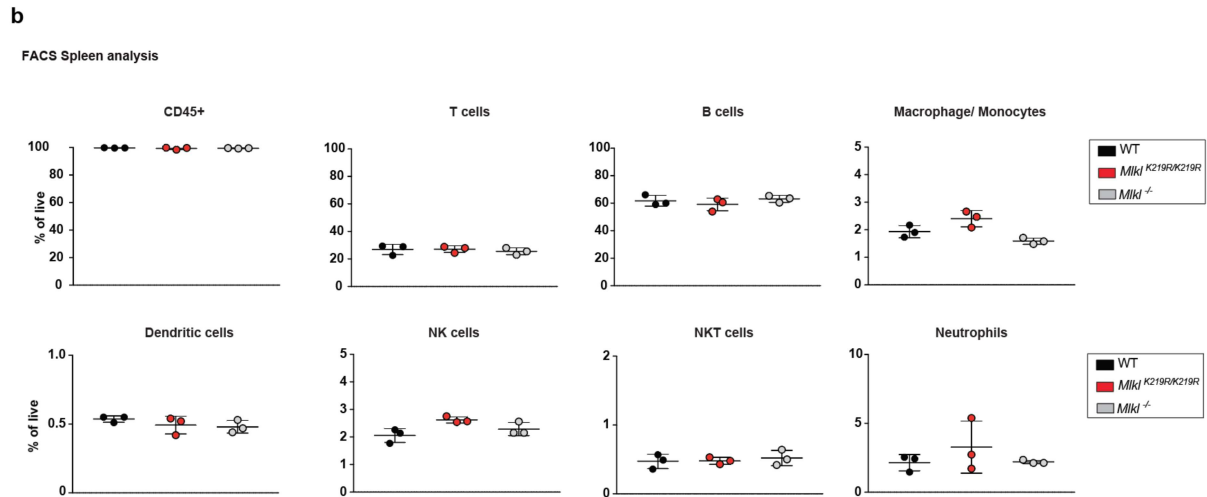 b
FACS Spleen analysis
CD45+
T cells
B cells
Macrophage/ Monocytes
% of live
100
80
60
40
20
0
100
80
60
40
20
0
100
80
60
40
20
0
5
4
3
2
1
0
WT
Mlkl K219R/K219R
Mlkl -/-
Dendritic cells
NK cells
NKT cells
Neutrophils
% of live
1.0
0.5
0
5
4
3
2
1
0
2
1
0
10
5
0
WT
Mlkl K219R/K219R
Mlkl -/-